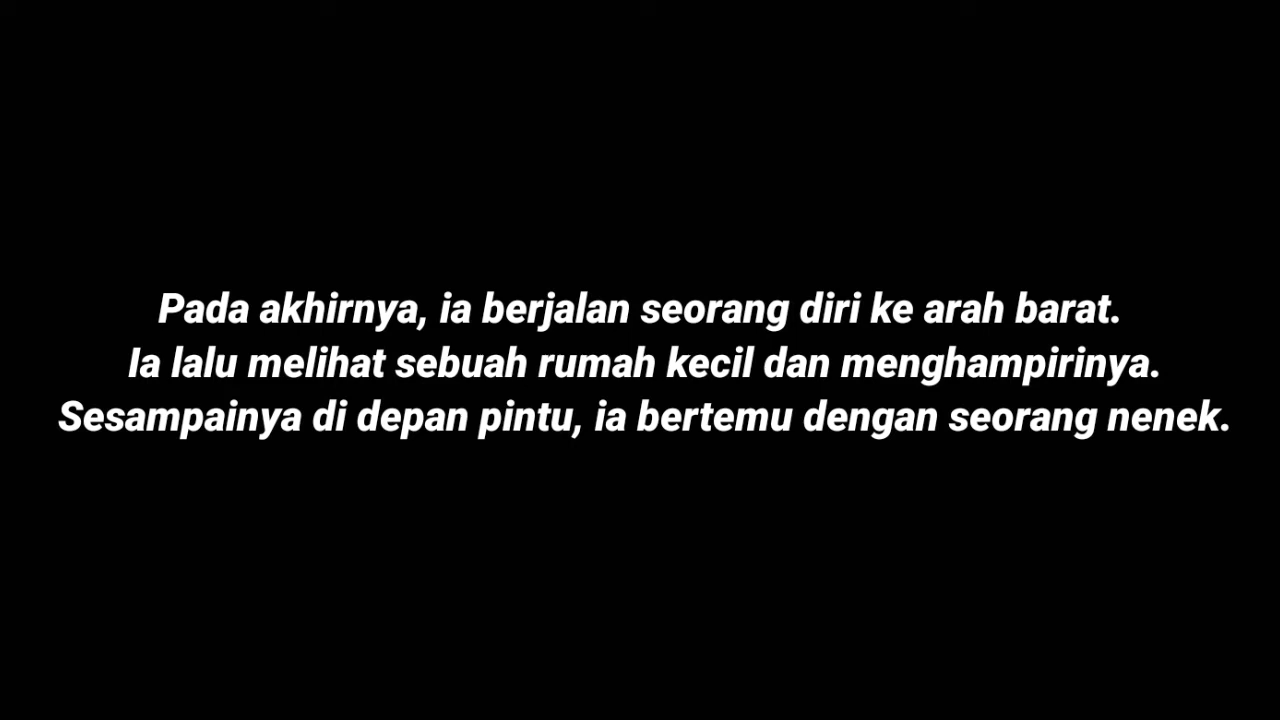 Pada akhirnya, ia berjalan seorang diri ke arah barat.
Ia lalu melihat sebuah rumah kecil dan menghampirinya.
Sesampainya di depan pintu, ia bertemu dengan seorang nenek.